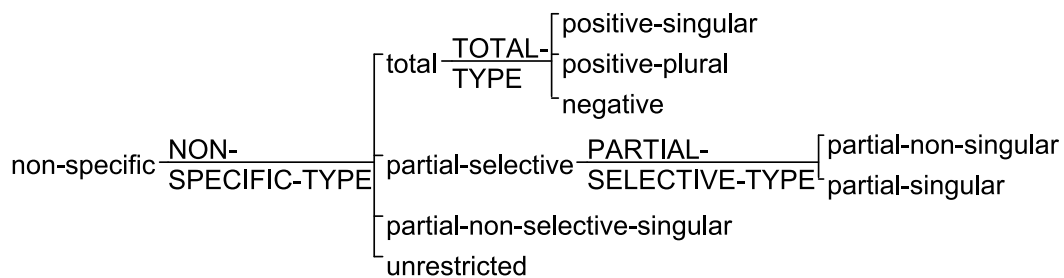 positive-singular
TOTAL-
total
TYPE
positive-plural
negative
non-specific
NON-
SPECIFIC-TYPE
partial-selective
PARTIAL-
SELECTIVE-TYPE
partial-non-singular
partial-singular
partial-non-selective-singular
unrestricted